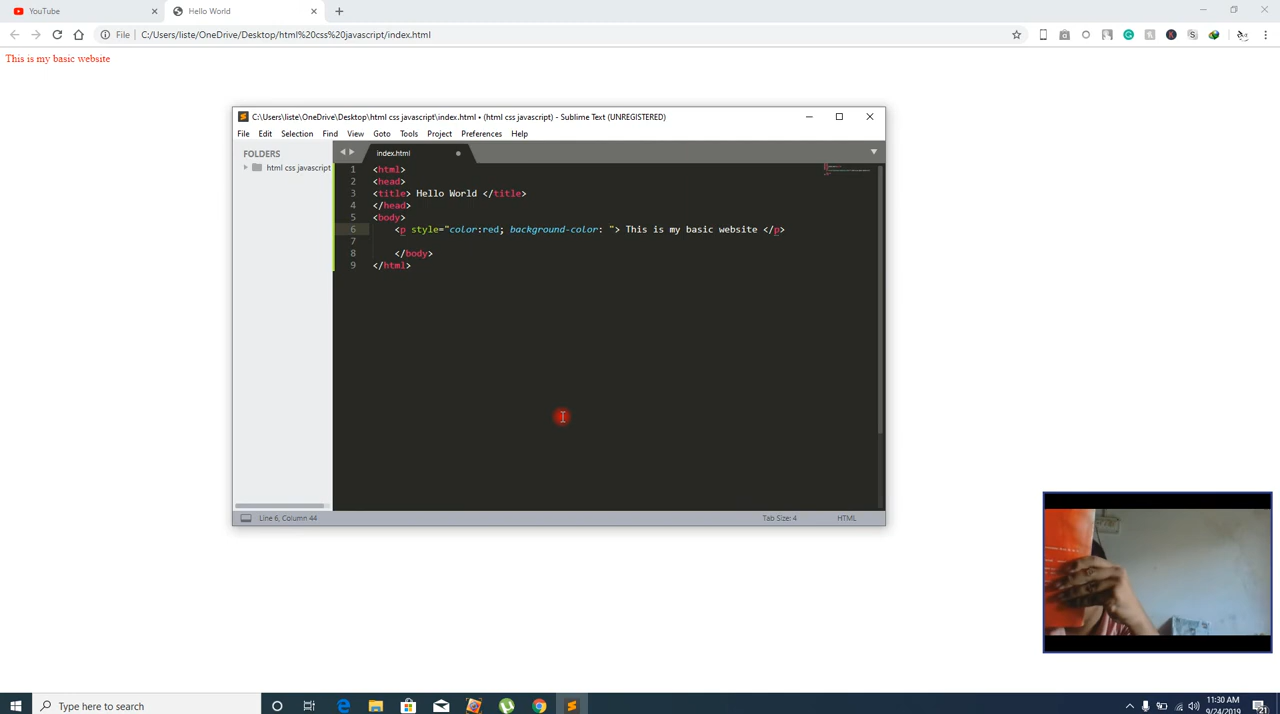 YouTube
Hello World
File C:/Users/liste/OneDrive/Desktop/html%20css%20javascript/index.html
This is my basic website
C:\Users\liste\OneDrive\Desktop\html css javascript\index.html • (html css javascript) - Sublime Text (UNREGISTERED)
File Edit Selection Find View Goto Tools Project Preferences Help
FOLDERS
html css javascript
index.html
1 <html>
2 <head>
3 <title> Hello World </title>
4 </head>
5 <body>
6 <p style="color:red; background-color: "> This is my basic website </p>
7
8 </body>
9 </html>
Line 6, Column 44
Tab Size: 4
HTML
Type here to search
11:30 AM
9/24/2019
21